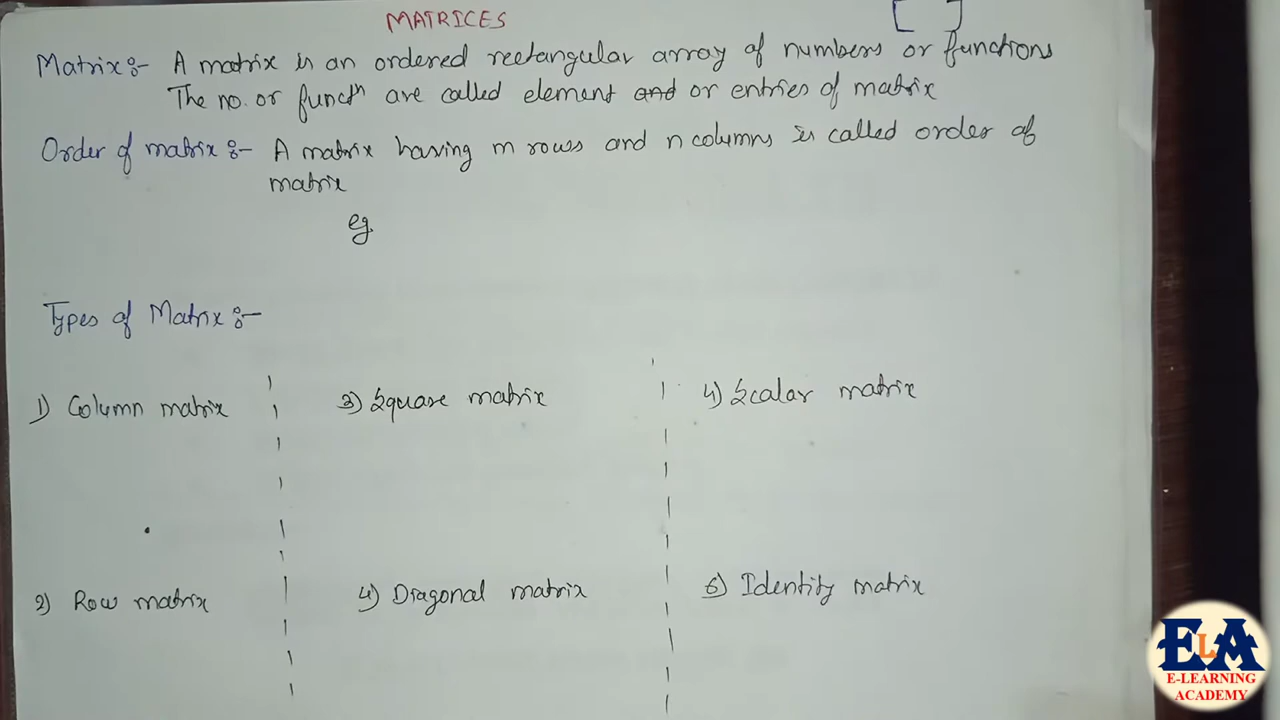 MATRICES
[ ]
Matrix :- A matrix is an ordered rectangular array of numbers or functions
The no. or functh are called element and or entries of matrix
Order of matrix :- A matrix having m rows and n columns is called order of
matrix
eg.
Types of Matrix :-
1) Column matrix
2) Row matrix
3) Square matrix
4) Diagonal matrix
4) Scalar matrix
6) Identity matrix
ELA
E-LEARNING
ACADEMY